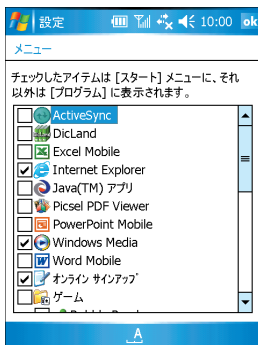 設定 10:00 ok
メニュー
チェックしたアイテムは [スタート] メニューに、それ
以外は [プログラム] に表示されます。
ActiveSync
DicLand
Excel Mobile
Internet Explorer
Java(TM) アプリ
Picsel PDF Viewer
PowerPoint Mobile
Windows Media
Word Mobile
オンライン サインアップ
ゲーム
A